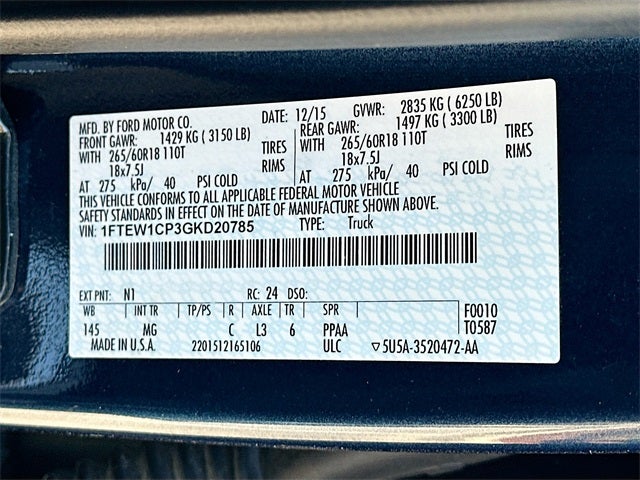 MFD. BY FORD MOTOR CO. DATE: 12/15 GVWR: 2835 KG ( 6250 LB)
FRONT GAWR: 1429 KG ( 3150 LB) REAR GAWR: 1497 KG ( 3300 LB)
WITH 265/60R18 110T TIRES WITH 265/60R18 110T TIRES
18x7.5J RIMS 18x7.5J RIMS
AT 275 kPa/ 40 PSI COLD AT 275 kPa/ 40 PSI COLD
THIS VEHICLE CONFORMS TO ALL APPLICABLE FEDERAL MOTOR VEHICLE
SAFETY STANDARDS IN EFFECT ON THE DATE OF MANUFACTURE SHOWN ABOVE.
VIN: 1FTEW1CP3GKD20785 TYPE: Truck
EXT PNT: N1 RC: 24 DSO:
WB INT TR TP/PS R AXLE TR SPR F0010
145 MG C L3 6 PPAA T0587
MADE IN U.S.A. 2201512165106 ULC ▽5U5A-3520472-AA